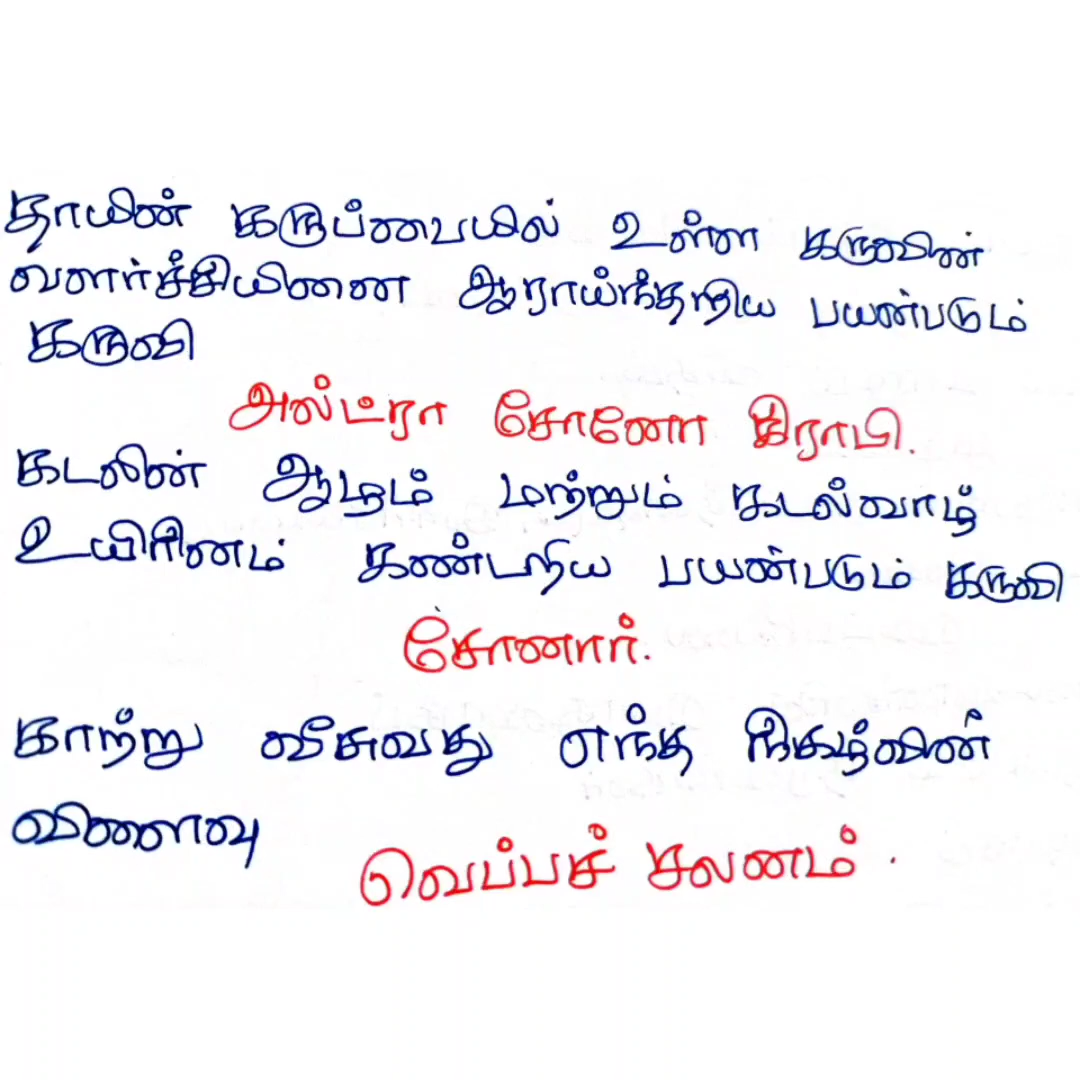 தாயின் கருப்பையில் உள்ள கருவின்
வளர்ச்சியினை ஆராய்ந்தறிய பயன்படும்
கருவி
அல்ட்ரா சோனோ கிராபி.
கடலின் ஆழம் மற்றும் கடல்வாழ்
உயிரினம் கண்டறிய பயன்படும் கருவி
சோனார்.
காற்று வீசுவது எந்த நிகழ்வின்
விளைவு
வெப்பச் சலனம்.